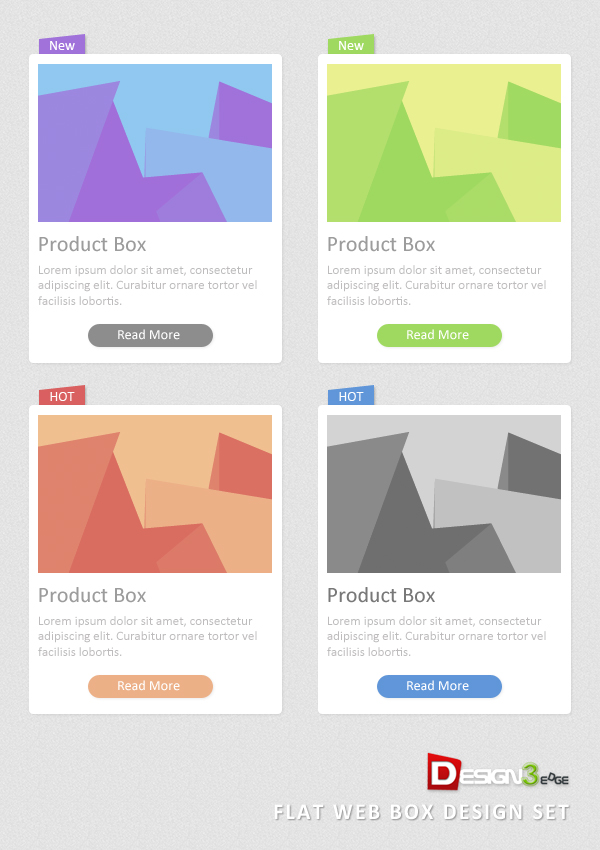 New
Product Box
Lorem ipsum dolor sit amet, consectetur
adipiscing elit. Curabitur ornare tortor vel
facilisis lobortis.
Read More
New
Product Box
Lorem ipsum dolor sit amet, consectetur
adipiscing elit. Curabitur ornare tortor vel
facilisis lobortis.
Read More
HOT
Product Box
Lorem ipsum dolor sit amet, consectetur
adipiscing elit. Curabitur ornare tortor vel
facilisis lobortis.
Read More
HOT
Product Box
Lorem ipsum dolor sit amet, consectetur
adipiscing elit. Curabitur ornare tortor vel
facilisis lobortis.
Read More
DESIGN3EDGE
FLAT WEB BOX DESIGN SET